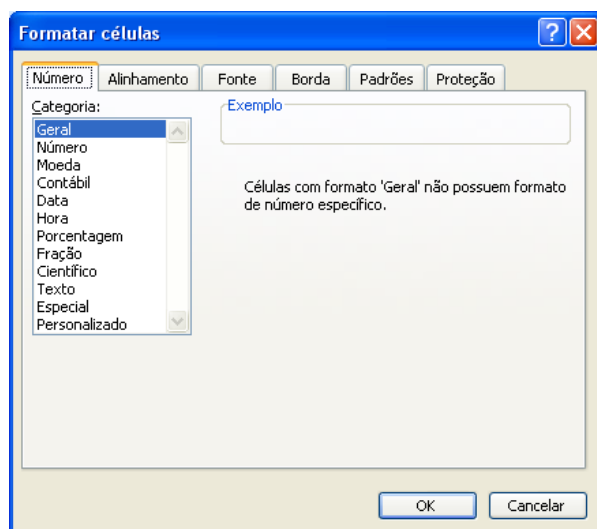 Formatar células
?
Número Alinhamento Fonte Borda Padrões Proteção
Categoria:
Geral
Número
Moeda
Contábil
Data
Hora
Porcentagem
Fração
Científico
Texto
Especial
Personalizado
Exemplo
Células com formato 'Geral' não possuem formato
de número específico.
OK Cancelar